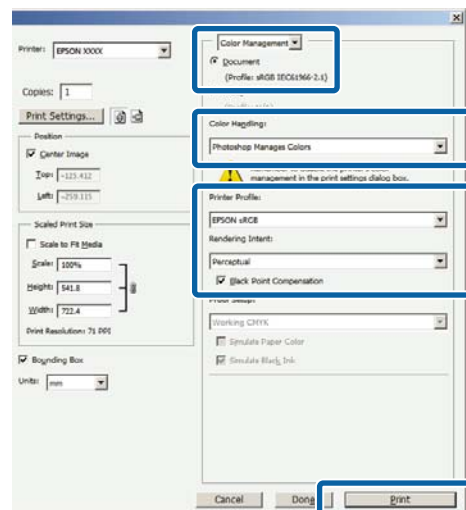 Printer: EPSON XXXX
Copies: 1
Print Settings...
Position
Center Image
Top: -125.412
Left: -259.115
Scaled Print Size
Scale to Fit Media
Scale: 100%
Height: 541.8
Width: 722.4
Print Resolution: 71 PPI
Bounding Box
Units: mm
Color Management
Document
(Profile: sRGB IEC61966-2.1)
Color Handling:
Photoshop Manages Colors
management in the print settings dialog box.
Printer Profile:
EPSON sRGB
Rendering Intent:
Perceptual
Black Point Compensation
Proof Setup:
Working CMYK
Simulate Paper Color
Simulate Black Ink
Cancel
Done
Print